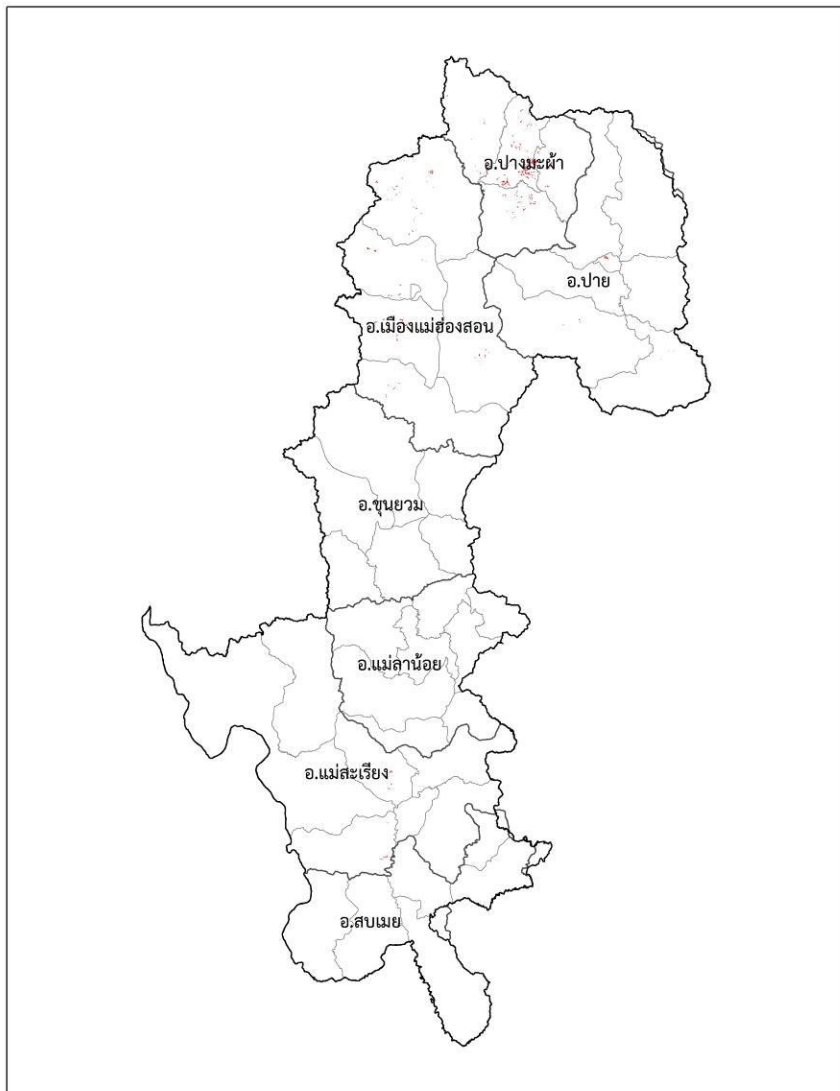 อ.ปางมะผ้า
อ.ปาย
อ.เมืองแม่ฮ่องสอน
อ.ขุนยวม
อ.แม่ลาน้อย
อ.แม่สะเรียง
อ.สบเมย